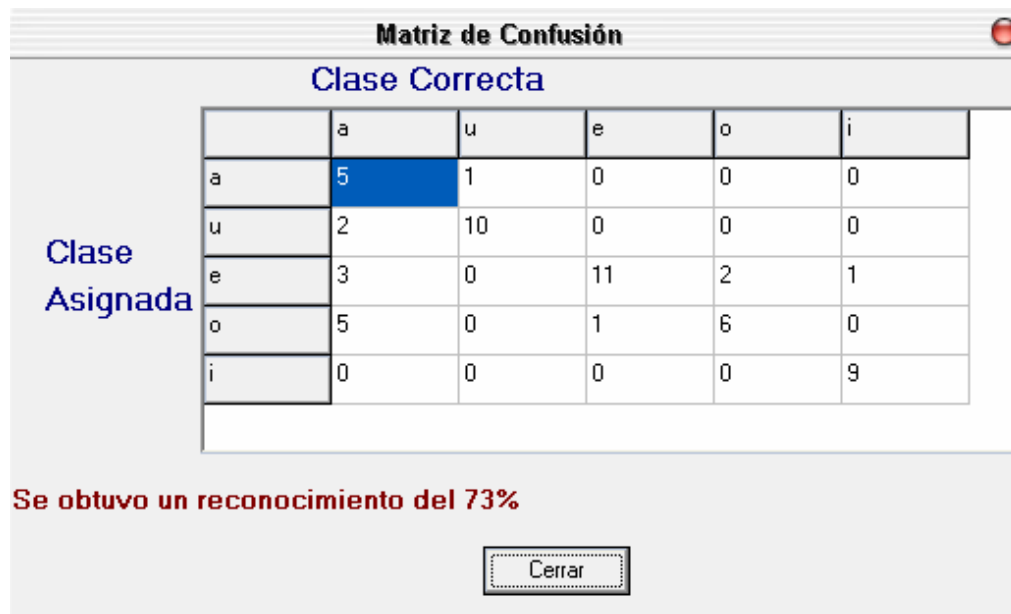 Matriz de Confusión
Clase Correcta
a u e o i
a 5 1 0 0 0
u 2 10 0 0 0
Clase
Asignada
e 3 0 11 2 1
o 5 0 1 6 0
i 0 0 0 0 9
Se obtuvo un reconocimiento del 73%
Cerrar